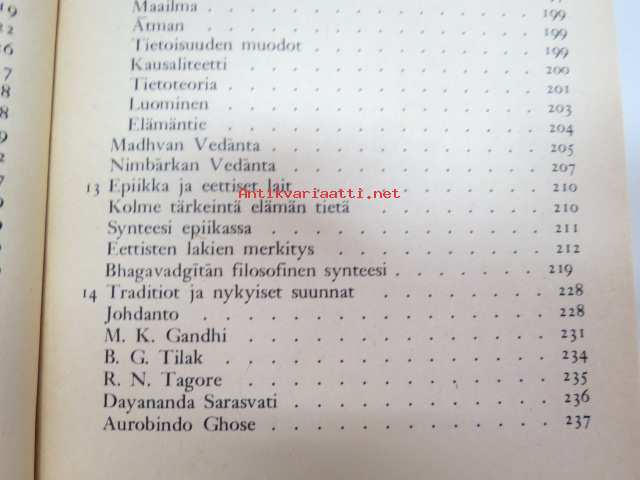 19
Maailma . . . . . . . . . . . . 199
Ātman . . . . . . . . . . . . 199
Tietoisuuden muodot . . . . . . . . 199
Kausaliteetti . . . . . . . . . . . 200
Tietoteoria . . . . . . . . . . . . 201
Luominen . . . . . . . . . . . . 203
Elämäntie . . . . . . . . . . . . 204
Madhvan Vedānta . . . . . . . . . . 205
Nimbārkan Vedānta . . . . . . . . . 207
13 Epiikka ja eettiset lait . . . . . . . . . 210
Antikvariaatti.net
Kolme tärkeintä elämän tietä . . . . . . 210
Synteesi epiikassa . . . . . . . . . . 211
Eettisten lakien merkitys . . . . . . . . 212
Bhagavadgītān filosofinen synteesi . . . . . 219
14 Traditiot ja nykyiset suunnat . . . . . . . 228
Johdanto . . . . . . . . . . . . . 228
M. K. Gandhi . . . . . . . . . . . 231
B. G. Tilak . . . . . . . . . . . . 234
R. N. Tagore . . . . . . . . . . . 235
Dayananda Sarasvati . . . . . . . . . 236
Aurobindo Ghose . . . . . . . . . . 237